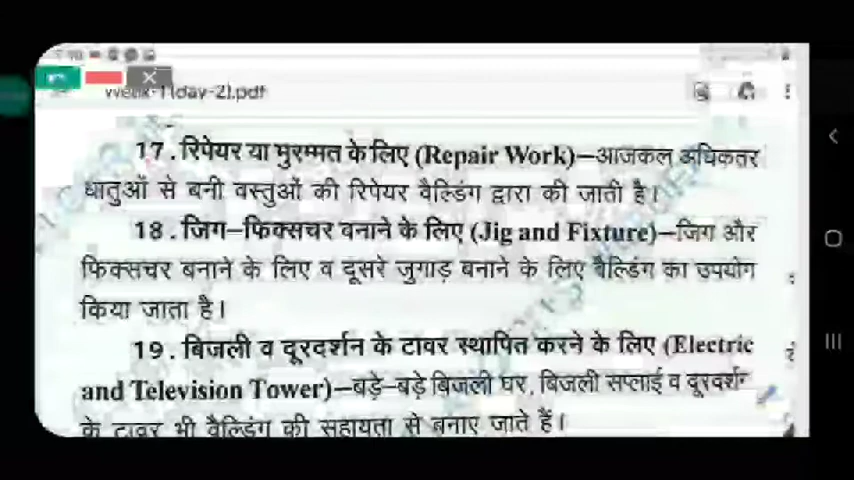 Week-1(day-2).pdf
17. रिपेयर या मुरम्मत के लिए (Repair Work)–आजकल अधिकतर
धातुओं से बनी वस्तुओं की रिपेयर वैल्डिंग द्वारा की जाती है।
18. जिग–फिक्सचर बनाने के लिए (Jig and Fixture)–जिग और
फिक्सचर बनाने के लिए व दूसरे जुगाड़ बनाने के लिए वैल्डिंग का उपयोग
किया जाता है।
19. बिजली व दूरदर्शन के टावर स्थापित करने के लिए (Electric
and Television Tower)–बड़े–बड़े बिजली घर, बिजली सप्लाई व दूरदर्शन
के टावर भी वैल्डिंग की सहायता से बनाए जाते हैं।